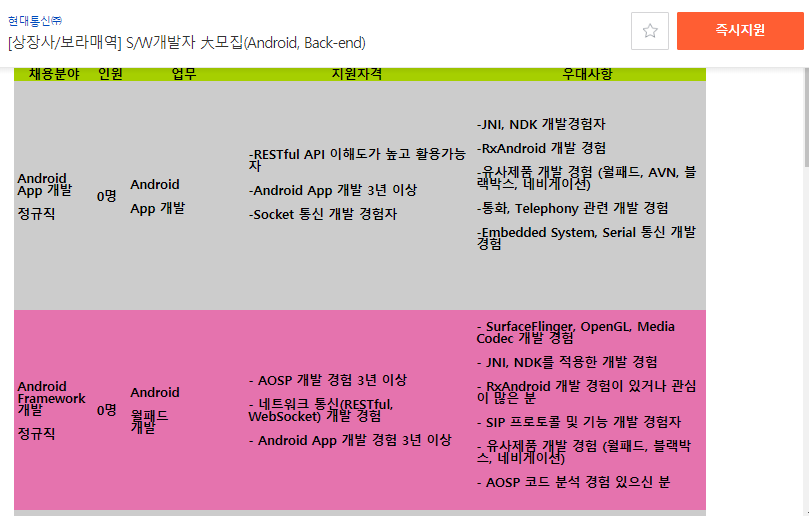 현대통신㈜
[상장사/보라매역] S/W개발자 大모집(Android, Back-end)
즉시지원
채용분야 인원 업무 지원자격 우대사항
Android
App 개발
정규직
0명
Android
App 개발
-RESTful API 이해도가 높고 활용가능
자
-Android App 개발 3년 이상
-Socket 통신 개발 경험자
-JNI, NDK 개발경험자
-RxAndroid 개발 경험
-유사제품 개발 경험 (월패드, AVN, 블
랙박스, 네비게이션)
-통화, Telephony 관련 개발 경험
-Embedded System, Serial 통신 개발
경험
Android
Framework
개발
정규직
0명
Android
월패드
개발
- AOSP 개발 경험 3년 이상
- 네트워크 통신(RESTful,
WebSocket) 개발 경험
- Android App 개발 경험 3년 이상
- SurfaceFlinger, OpenGL, Media
Codec 개발 경험
- JNI, NDK를 적용한 개발 경험
- RxAndroid 개발 경험이 있거나 관심
이 많은 분
- SIP 프로토콜 및 기능 개발 경험자
- 유사제품 개발 경험 (월패드, 블랙박
스, 네비게이션)
- AOSP 코드 분석 경험 있으신 분